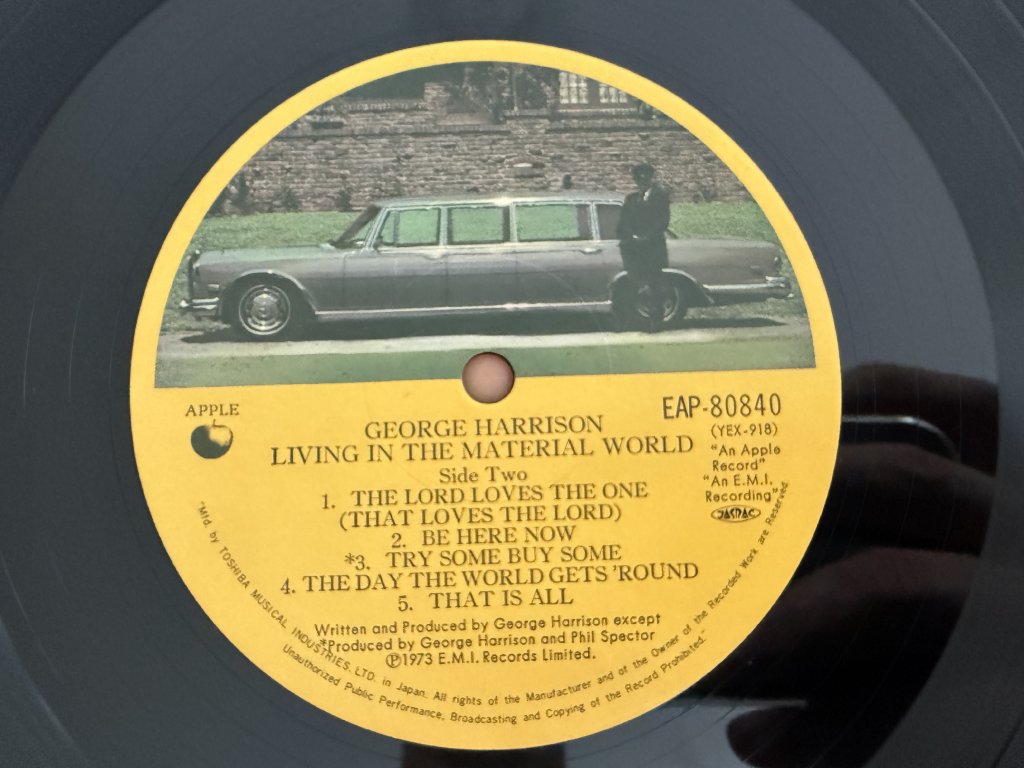 APPLE
EAP-80840
(YEX-918)
GEORGE HARRISON
LIVING IN THE MATERIAL WORLD
"An Apple
Record"
"An E.M.I.
Recording"
JASRAC
Side Two
1. THE LORD LOVES THE ONE
(THAT LOVES THE LORD)
2. BE HERE NOW
*3. TRY SOME BUY SOME
4. THE DAY THE WORLD GETS 'ROUND
5. THAT IS ALL
Written and Produced by George Harrison except
*Produced by George Harrison and Phil Spector
Ⓟ1973 E.M.I. Records Limited.
"Mfd. by TOSHIBA MUSICAL INDUSTRIES, LTD. in Japan. All rights of the Manufacturer and of the Owner of the Recorded Work are Reserved.
Unauthorized Public Performance, Broadcasting and Copying of the Record Prohibited."